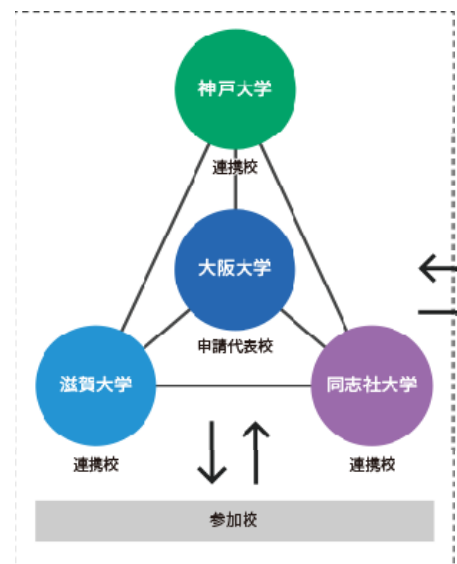 神戸大学
連携校
大阪大学
申請代表校
滋賀大学
同志社大学
連携校
連携校
参加校